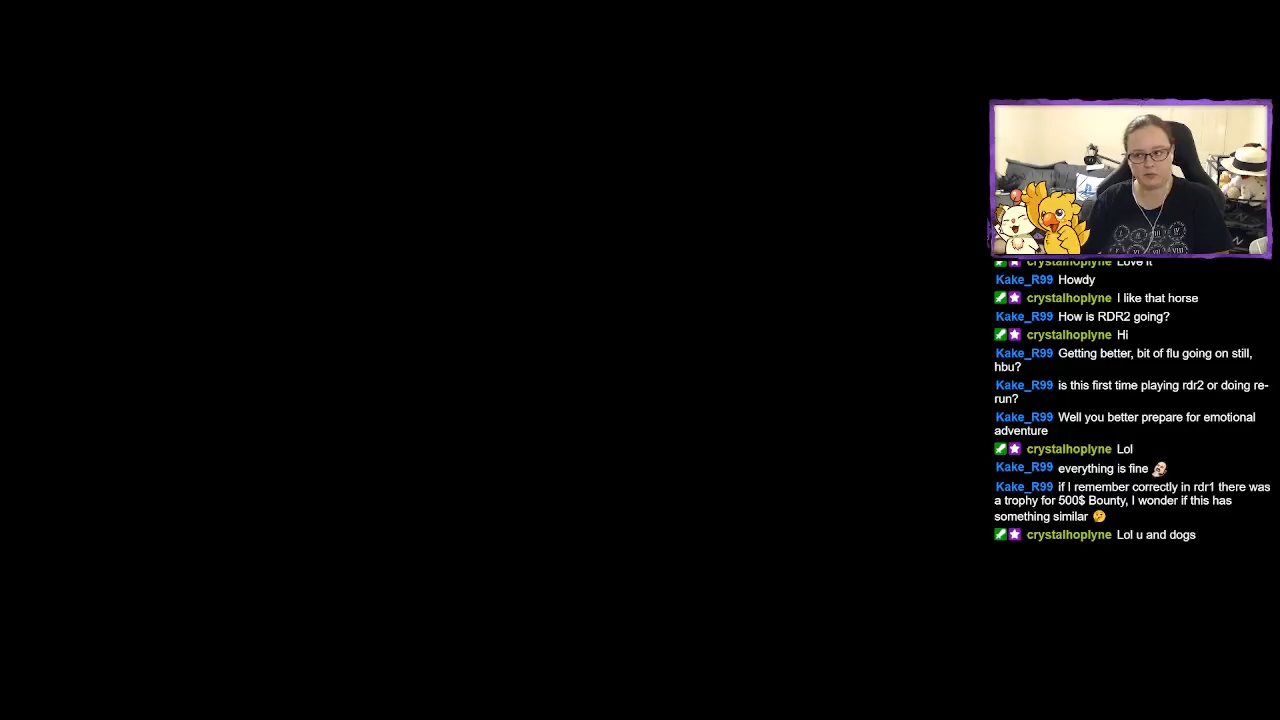 crystalhoplyne Love it
Kake_R99 Howdy
crystalhoplyne I like that horse
Kake_R99 How is RDR2 going?
crystalhoplyne Hi
Kake_R99 Getting better, bit of flu going on still,
hbu?
Kake_R99 is this first time playing rdr2 or doing re-
run?
Kake_R99 Well you better prepare for emotional
adventure
crystalhoplyne Lol
Kake_R99 everything is fine
Kake_R99 if I remember correctly in rdr1 there was
a trophy for 500$ Bounty, I wonder if this has
something similar 🤔
crystalhoplyne Lol u and dogs